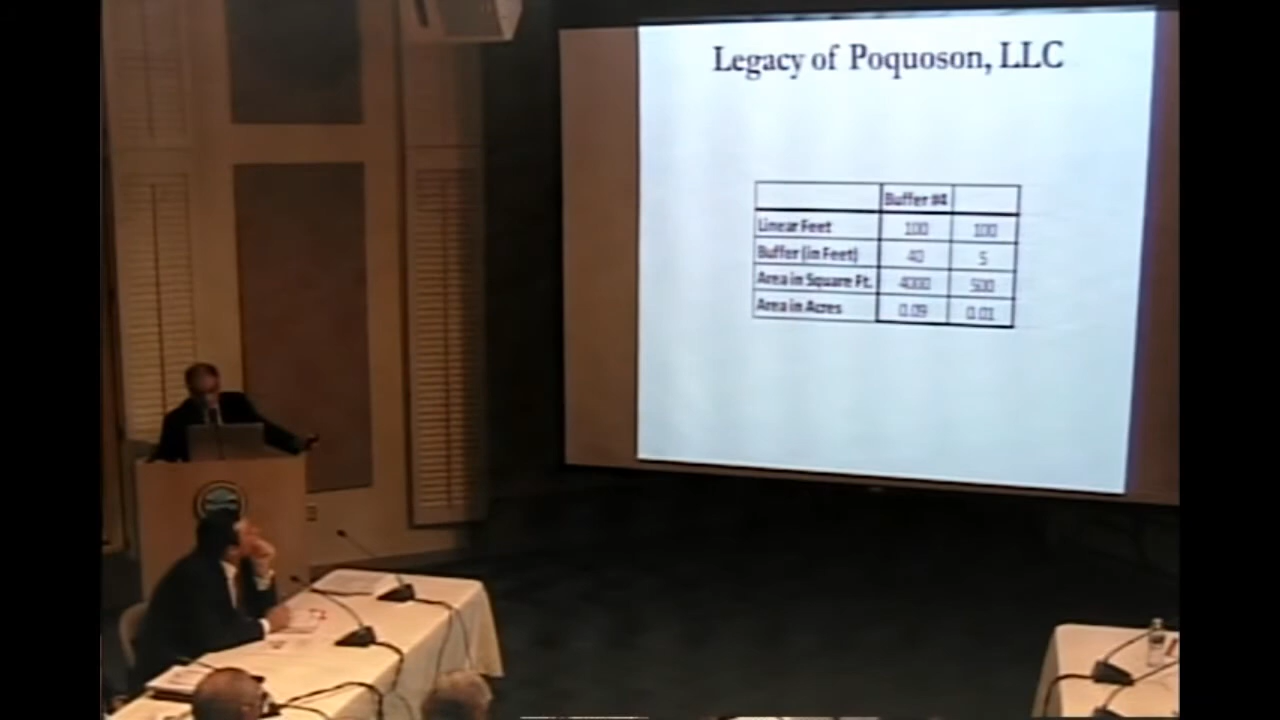 Legacy of Poquoson, LLC
Buffer #4
Linear Feet 100 100
Buffer (in Feet) 40 5
Area in Square Ft. 4000 500
Area in Acres 0.09 0.01